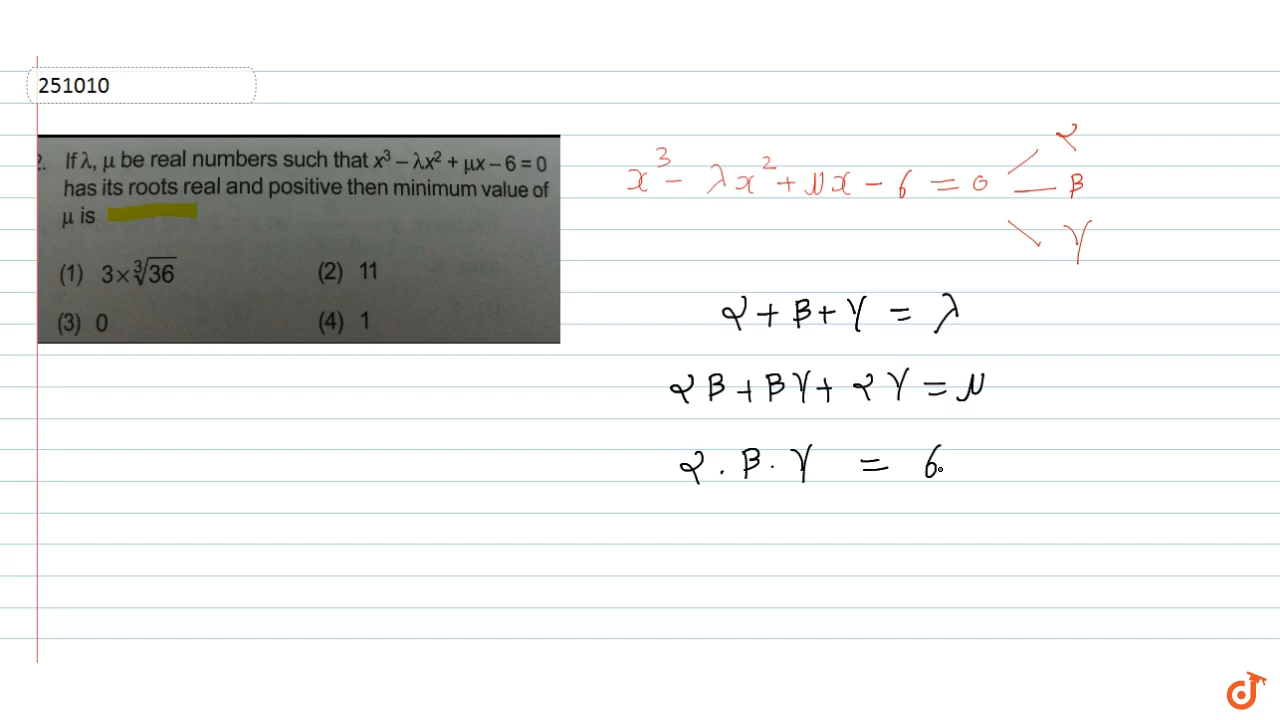 251010
If λ, μ be real numbers such that x³ – λx² + μx – 6 = 0
has its roots real and positive then minimum value of
μ is
(1) 3×∛36 (2) 11
(3) 0 (4) 1
x³ - λx² + μx - 6 = 0
α
β
γ
α + β + γ = λ
αβ + βγ + αγ = μ
α . β . γ = 6